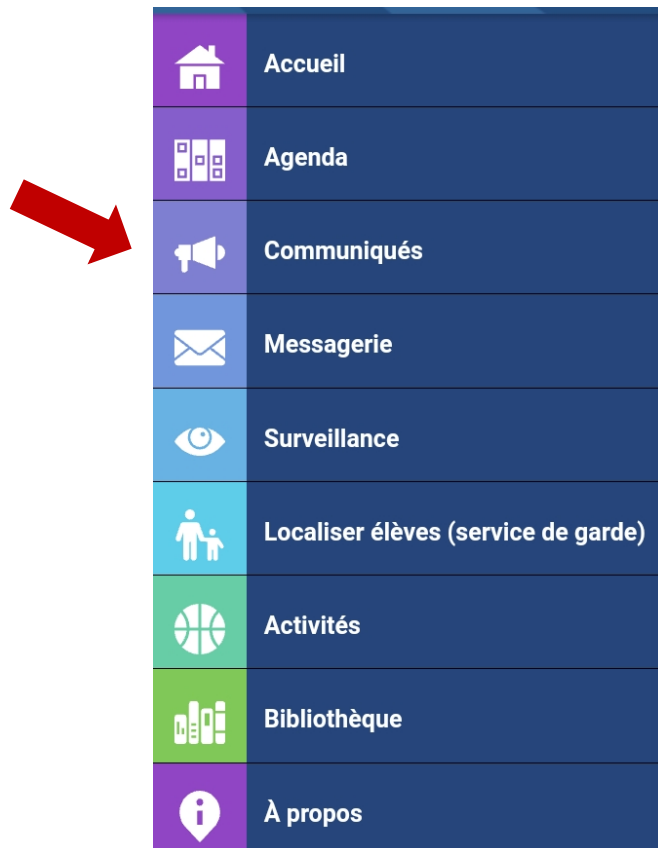 Accueil
Agenda
Communiqués
Messagerie
Surveillance
Localiser élèves (service de garde)
Activités
Bibliothèque
À propos